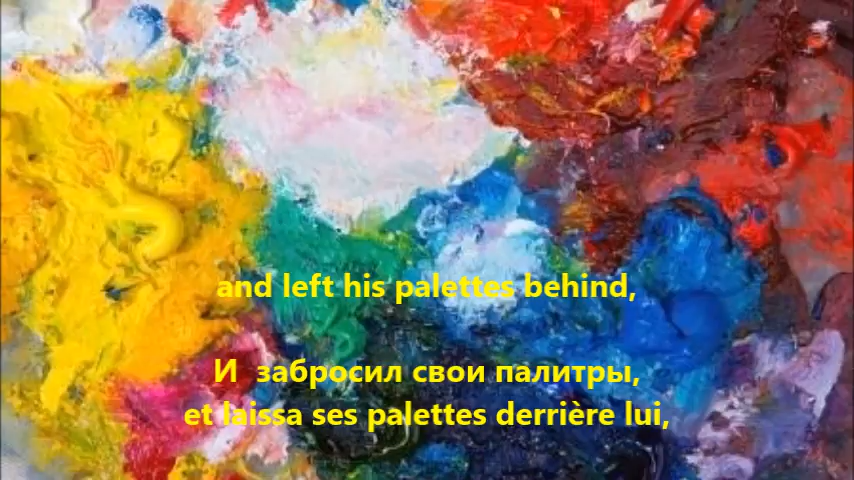 and left his palettes behind,
И забросил свои палитры,
et laissa ses palettes derrière lui,